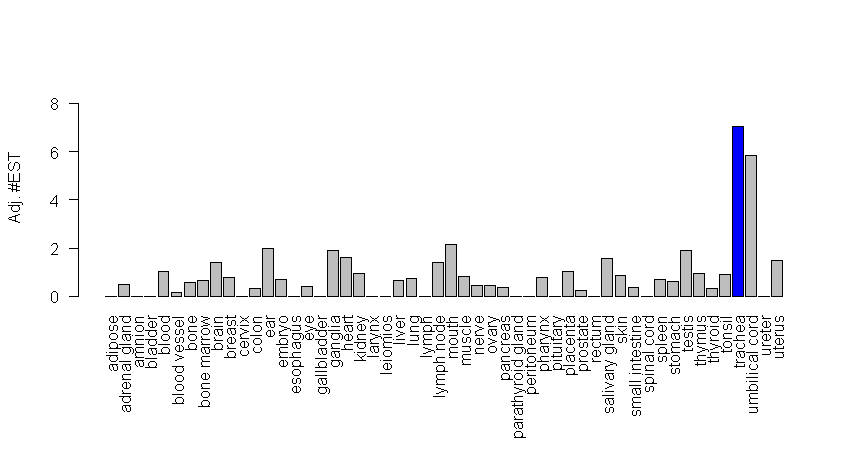 8
6
4
2
0
Adj. #EST
adipose
adrenal gland
amnion
bladder
blood
blood vessel
bone
bone marrow
brain
breast
cervix
colon
ear
embryo
esophagus
eye
gallbladder
ganglia
heart
kidney
larynx
leiomios
liver
lung
lymph
lymph node
mouth
muscle
nerve
ovary
pancreas
parathyroid gland
peritoneum
pharynx
pituitary
placenta
prostate
rectum
salivary gland
skin
small intestine
spinal cord
spleen
stomach
testis
thymus
thyroid
tonsil
trachea
umbilical cord
ureter
uterus